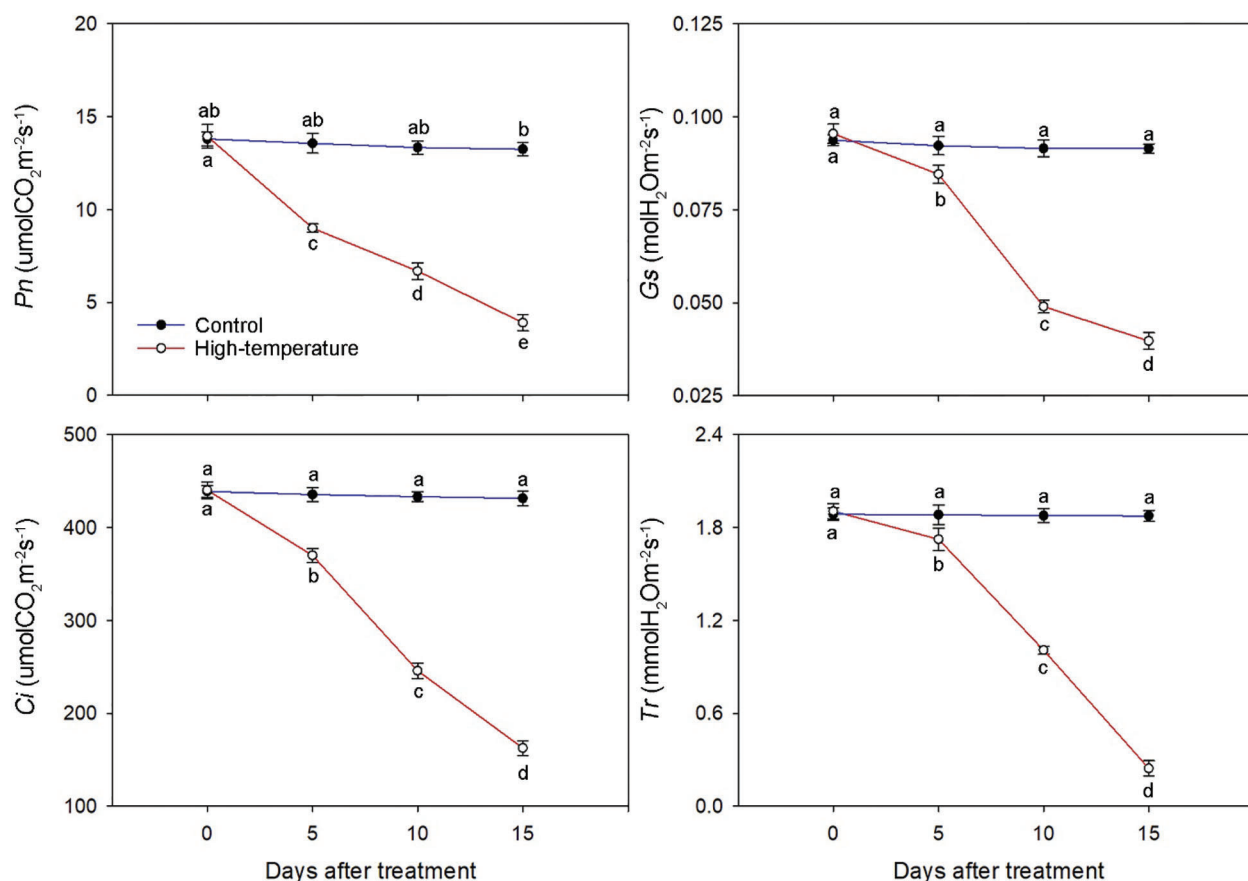 20
15
10
5
0
Pn (umolCO₂m⁻²s⁻¹)
ab
ab
ab
b
a
c
d
e
Control
High-temperature
0.125
0.100
0.075
0.050
0.025
Gs (molH₂Om⁻²s⁻¹)
a
a
a
a
a
b
c
d
500
400
300
200
100
Ci (umolCO₂m⁻²s⁻¹)
a
a
a
a
a
b
c
d
0
5
10
15
Days after treatment
2.4
1.8
1.2
0.6
0.0
Tr (mmolH₂Om⁻²s⁻¹)
a
a
a
a
a
b
c
d
0
5
10
15
Days after treatment